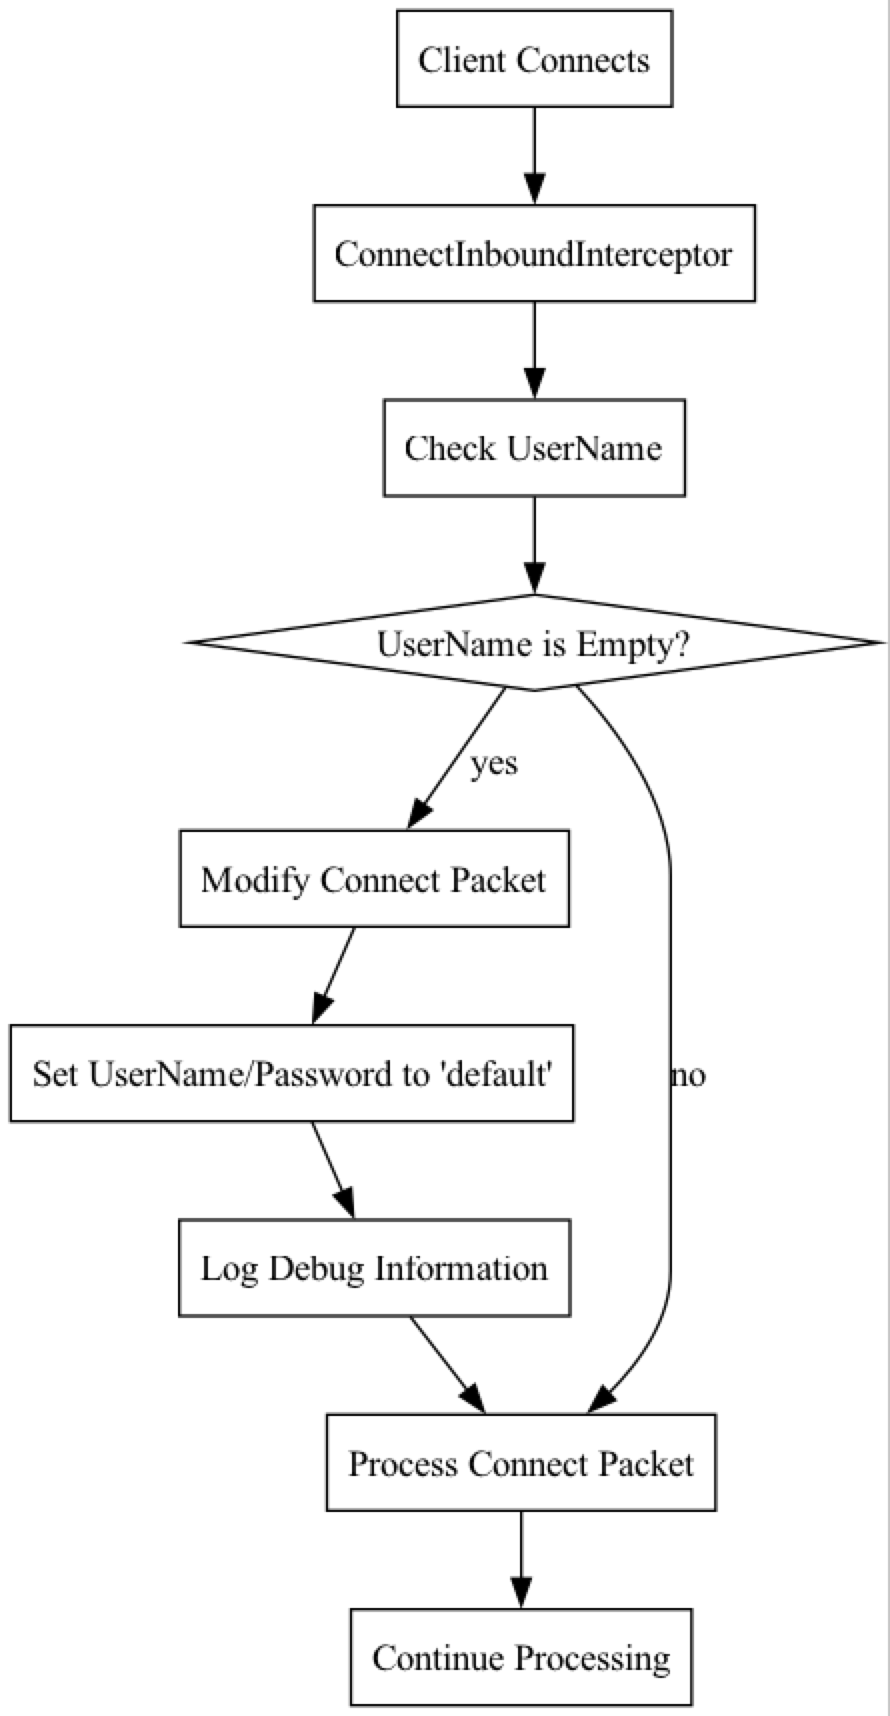 Client Connects
ConnectInboundInterceptor
Check UserName
UserName is Empty?
yes
Modify Connect Packet
Set UserName/Password to 'default'
no
Log Debug Information
Process Connect Packet
Continue Processing